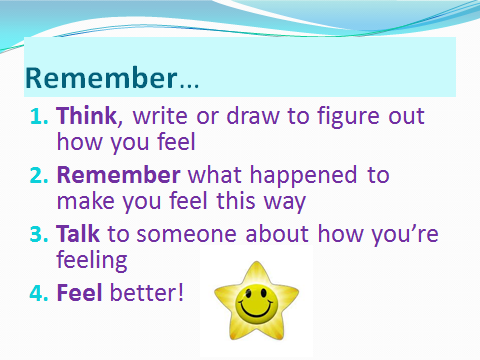 Remember...
1. Think, write or draw to figure out
how you feel
2. Remember what happened to
make you feel this way
3. Talk to someone about how you’re
feeling
4. Feel better!